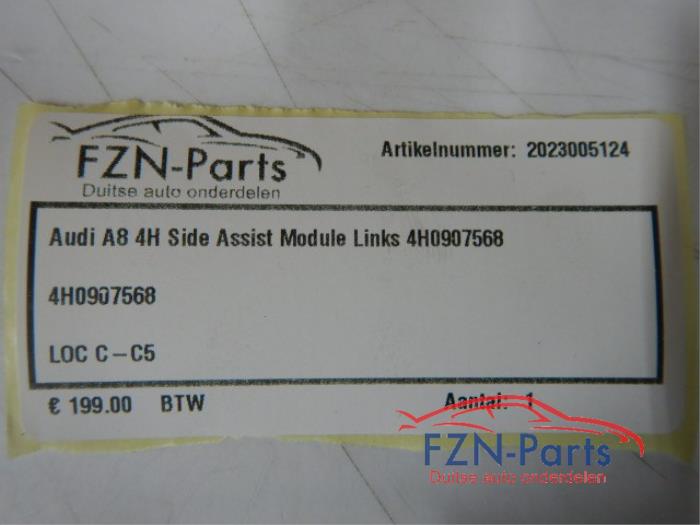 FZN-Parts
Duitse auto onderdelen
Artikelnummer: 2023005124
Audi A8 4H Side Assist Module Links 4H0907568
4H0907568
LOC C-C5
€ 199.00 BTW
Aantal: 1
FZN-Parts
Duitse auto onderdelen